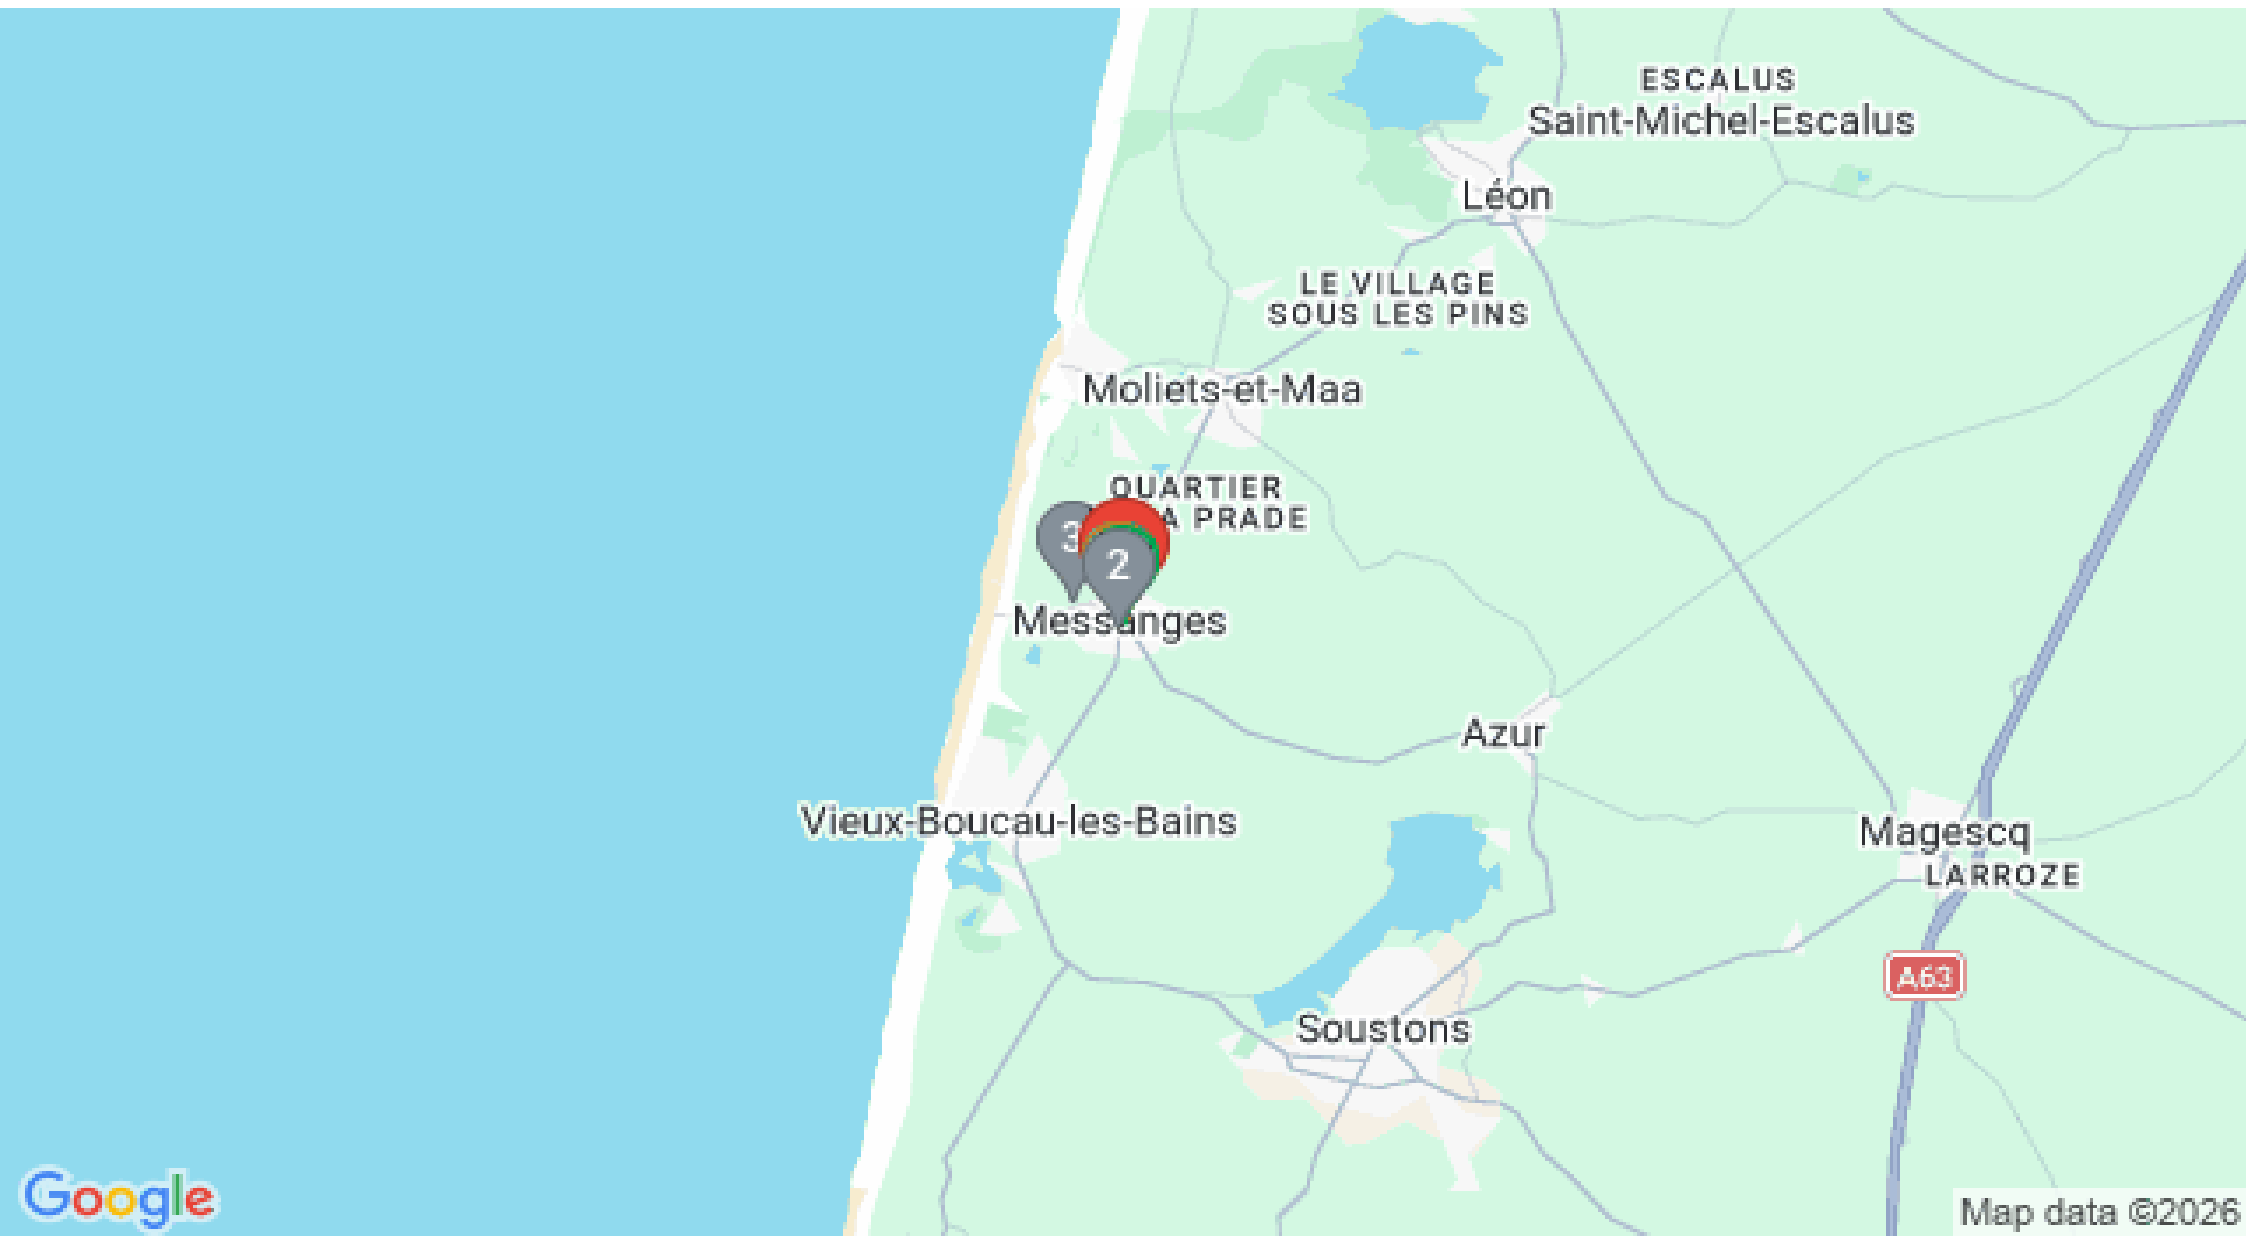 ESCALUS
Saint-Michel-Escalus
Léon
LE VILLAGE
SOUS LES PINS
Moliets-et-Maa
QUARTIER
A PRADE
3
2
Messanges
Azur
Vieux-Boucau-les-Bains
Magescq
LARROZE
A63
Soustons
Google
Map data ©2026